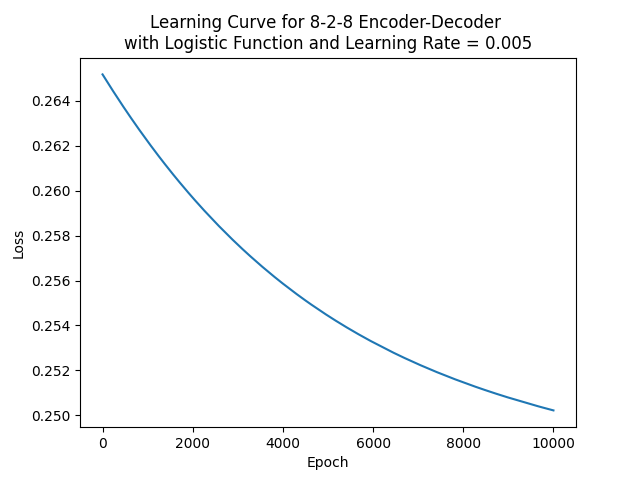 Learning Curve for 8-2-8 Encoder-Decoder
with Logistic Function and Learning Rate = 0.005
0.264
0.262
0.260
0.258
0.256
0.254
0.252
0.250
Loss
0 2000 4000 6000 8000 10000
Epoch